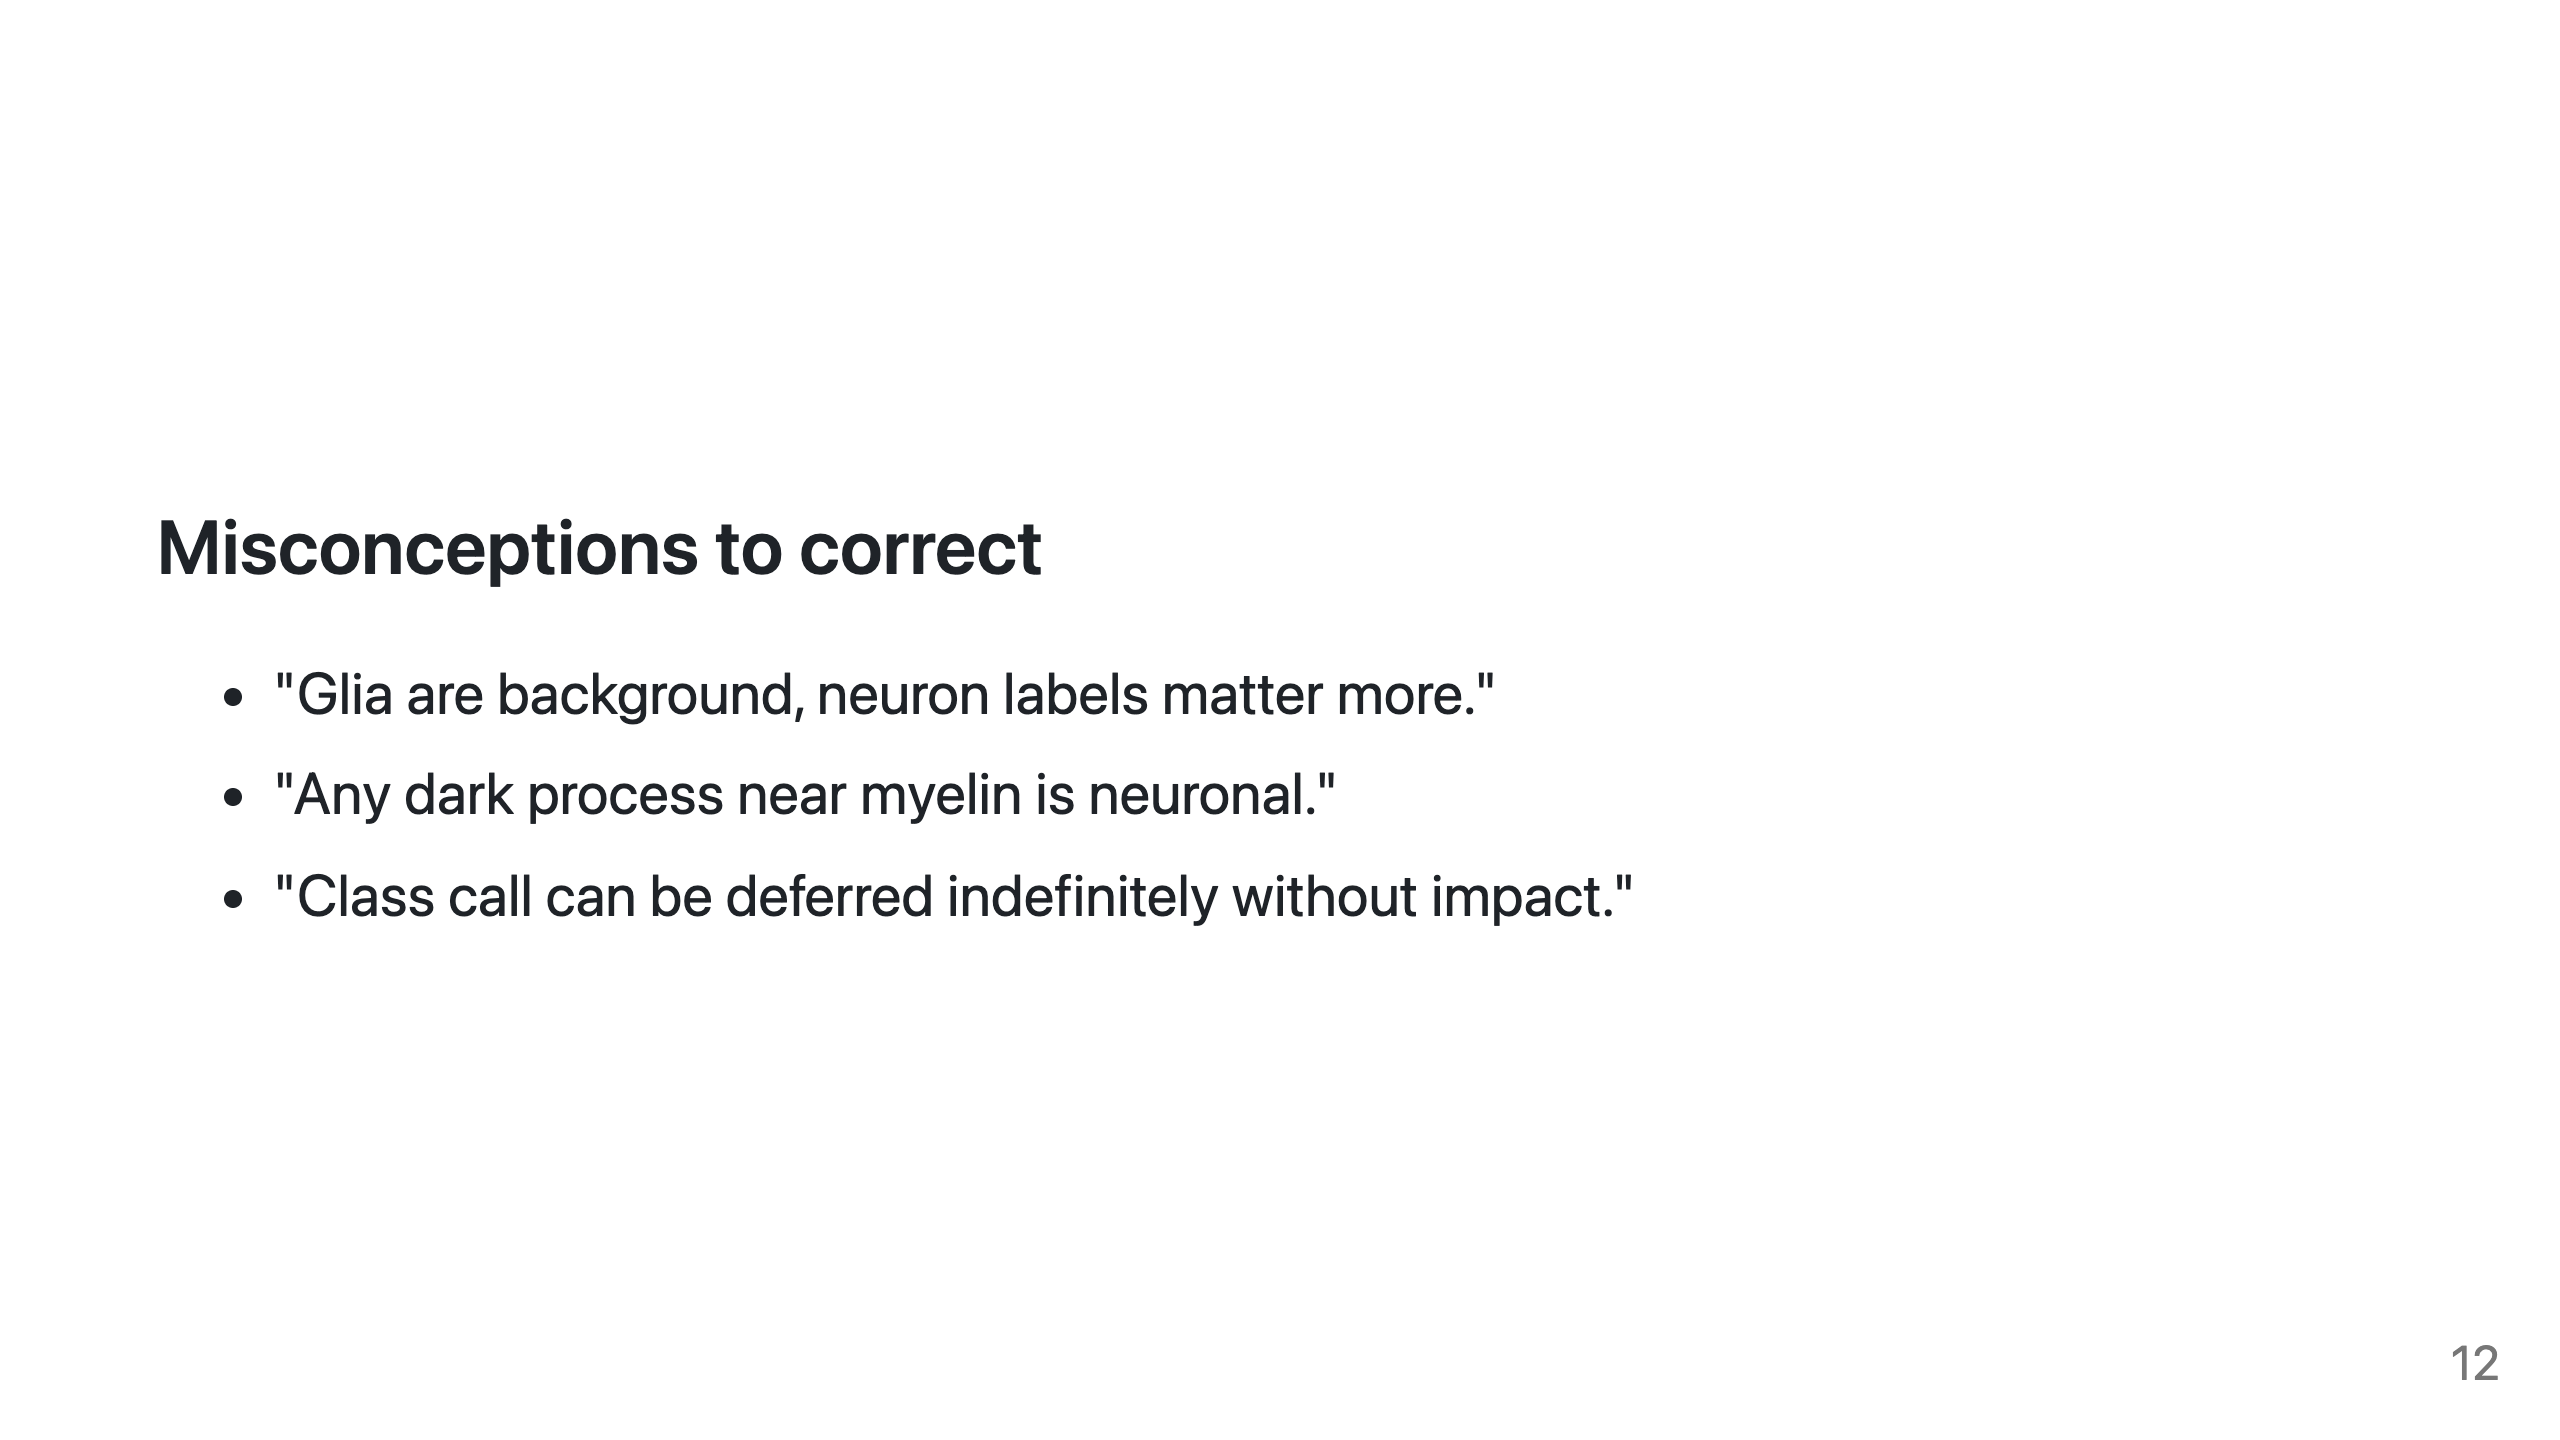 Misconceptions to correct
• "Glia are background, neuron labels matter more."
• "Any dark process near myelin is neuronal."
• "Class call can be deferred indefinitely without impact."
12